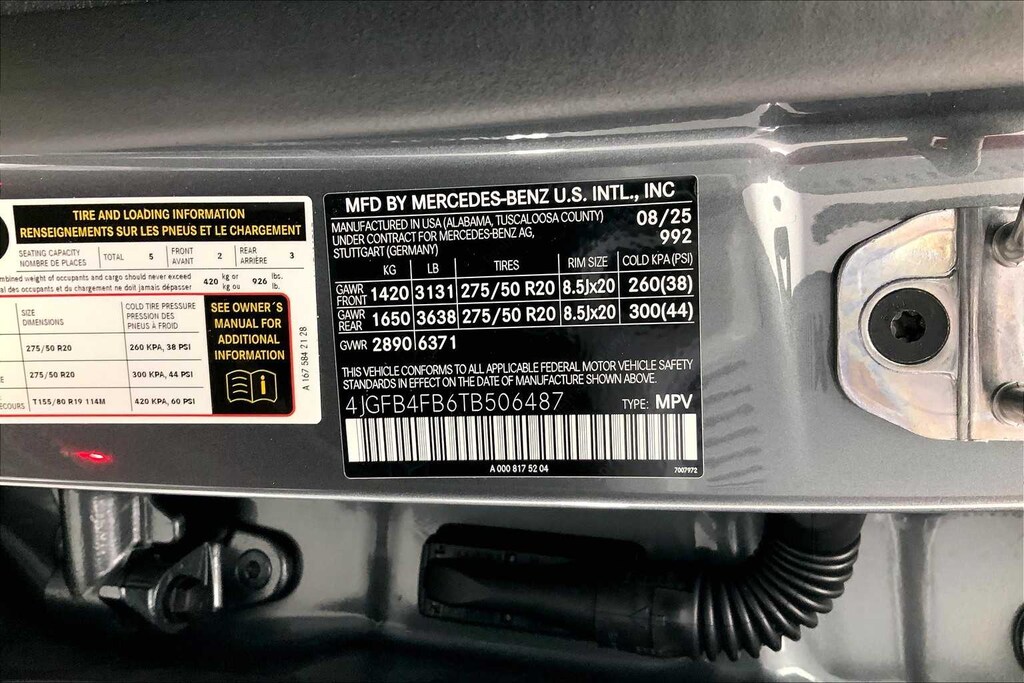 TIRE AND LOADING INFORMATION
RENSEIGNEMENTS SUR LES PNEUS ET LE CHARGEMENT
SEATING CAPACITY
NOMBRE DE PLACES
TOTAL 5
FRONT
AVANT 2
REAR
ARRIÈRE 3
weight of occupants and cargo should never exceed
des occupants et du chargement ne doit jamais dépasser
420 kg or
kg ou 926 lbs.
lb.
SIZE
DIMENSIONS
COLD TIRE PRESSURE
PRESSION DES
PNEUS À FROID
275/50 R20 260 KPA, 38 PSI
275/50 R20 300 KPA, 44 PSI
T155/80 R19 114M 420 KPA, 60 PSI
SEE OWNER´S
MANUAL FOR
ADDITIONAL
INFORMATION
A 167 584 21 28
MFD BY MERCEDES-BENZ U.S. INTL., INC
MANUFACTURED IN USA (ALABAMA, TUSCALOOSA COUNTY) 08/25
UNDER CONTRACT FOR MERCEDES-BENZ AG, 992
STUTTGART (GERMANY)
KG LB TIRES RIM SIZE COLD KPA (PSI)
GAWR
FRONT 1420 3131 275/50 R20 8.5Jx20 260(38)
GAWR
REAR 1650 3638 275/50 R20 8.5Jx20 300(44)
GVWR 2890 6371
THIS VEHICLE CONFORMS TO ALL APPLICABLE FEDERAL MOTOR VEHICLE SAFETY
STANDARDS IN EFFECT ON THE DATE OF MANUFACTURE SHOWN ABOVE.
4JGFB4FB6TB506487 TYPE: MPV
A 000 817 52 04 7007972